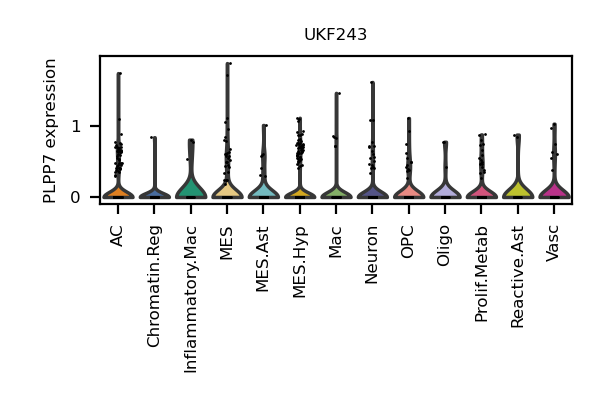 UKF243
PLPP7 expression
1
0
AC
Chromatin.Reg
Inflammatory.Mac
MES
MES.Ast
MES.Hyp
Mac
Neuron
OPC
Oligo
Prolif.Metab
Reactive.Ast
Vasc